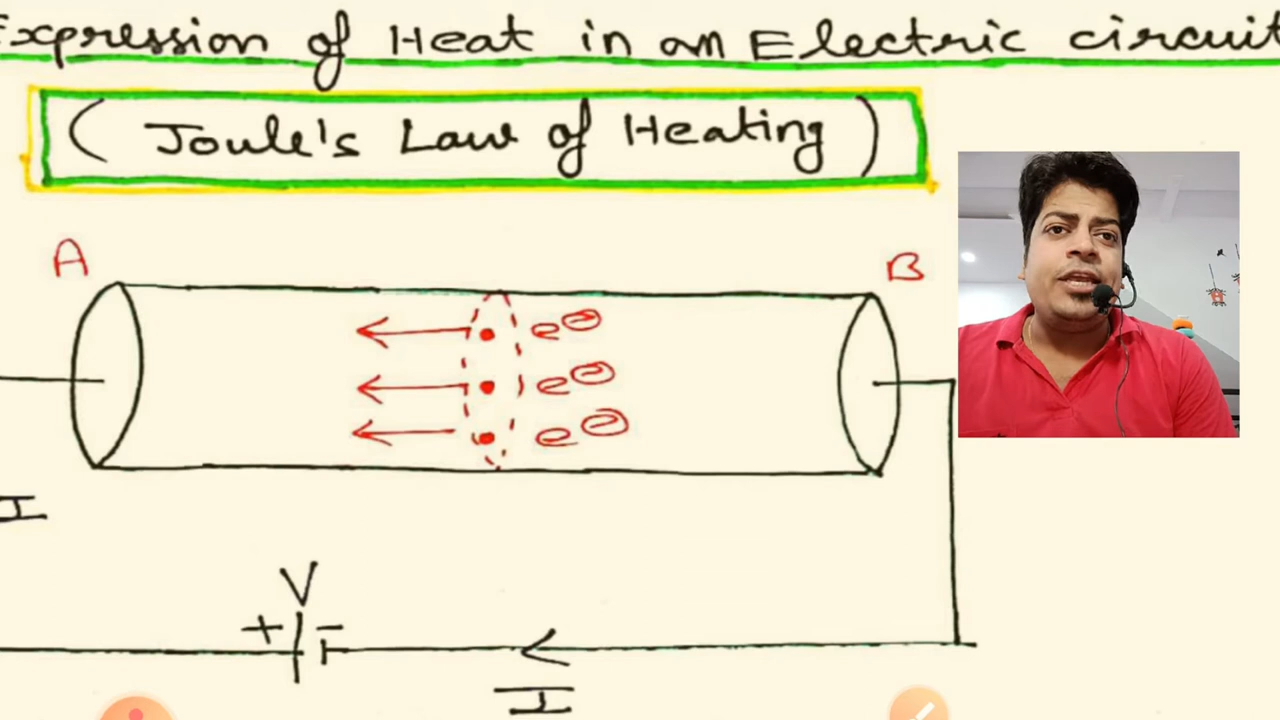 Expression of Heat in an Electric circuit
(Joule's Law of Heating)
A
B
e⊖
e⊖
e⊖
I
V
+ -
I